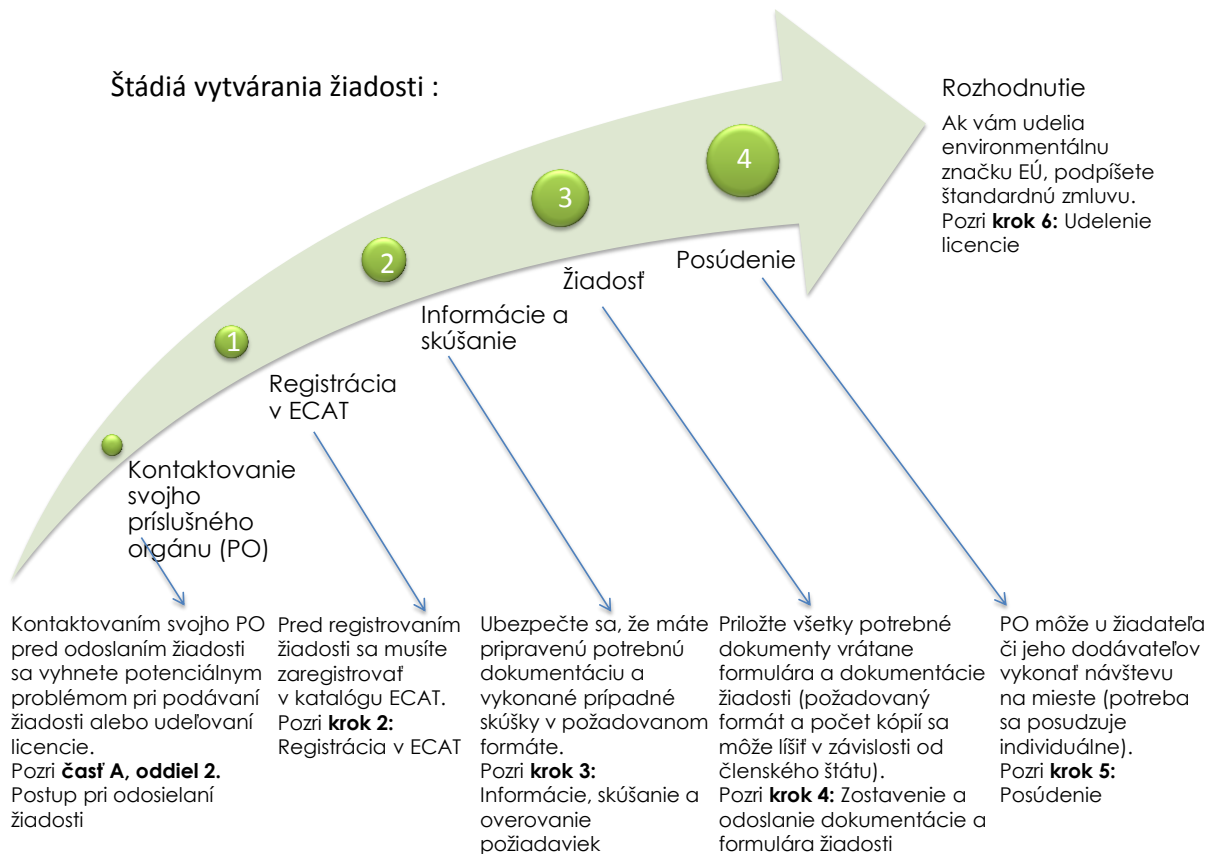 Štádiá vytvárania žiadosti :
Rozhodnutie
Ak vám udelia
environmentálnu
značku EÚ, podpíšete
štandardnú zmluvu.
Pozri krok 6: Udelenie
licencie
4
3
2
1
Posúdenie
Žiadosť
Informácie a
skúšanie
Registrácia
v ECAT
Kontaktovanie
svojho
príslušného
orgánu (PO)
Kontaktovaním svojho PO
pred odoslaním žiadosti
sa vyhnete potenciálnym
problémom pri podávaní
žiadosti alebo udeľovaní
licencie.
Pozri časť A, oddiel 2.
Postup pri odosielaní
žiadosti
Pred registrovaním
žiadosti sa musíte
zaregistrovať
v katalógu ECAT.
Pozri krok 2:
Registrácia v ECAT
Ubezpečte sa, že máte
pripravenú potrebnú
dokumentáciu a
vykonané prípadné
skúšky v požadovanom
formáte.
Pozri krok 3:
Informácie, skúšanie a
overovanie
požiadaviek
Priložte všetky potrebné
dokumenty vrátane
formulára a dokumentácie
žiadosti (požadovaný
formát a počet kópií sa
môže líšiť v závislosti od
členského štátu).
Pozri krok 4: Zostavenie a
odoslanie dokumentácie a
formulára žiadosti
PO môže u žiadateľa
či jeho dodávateľov
vykonať návštevu
na mieste (potreba
sa posudzuje
individuálne).
Pozri krok 5:
Posúdenie